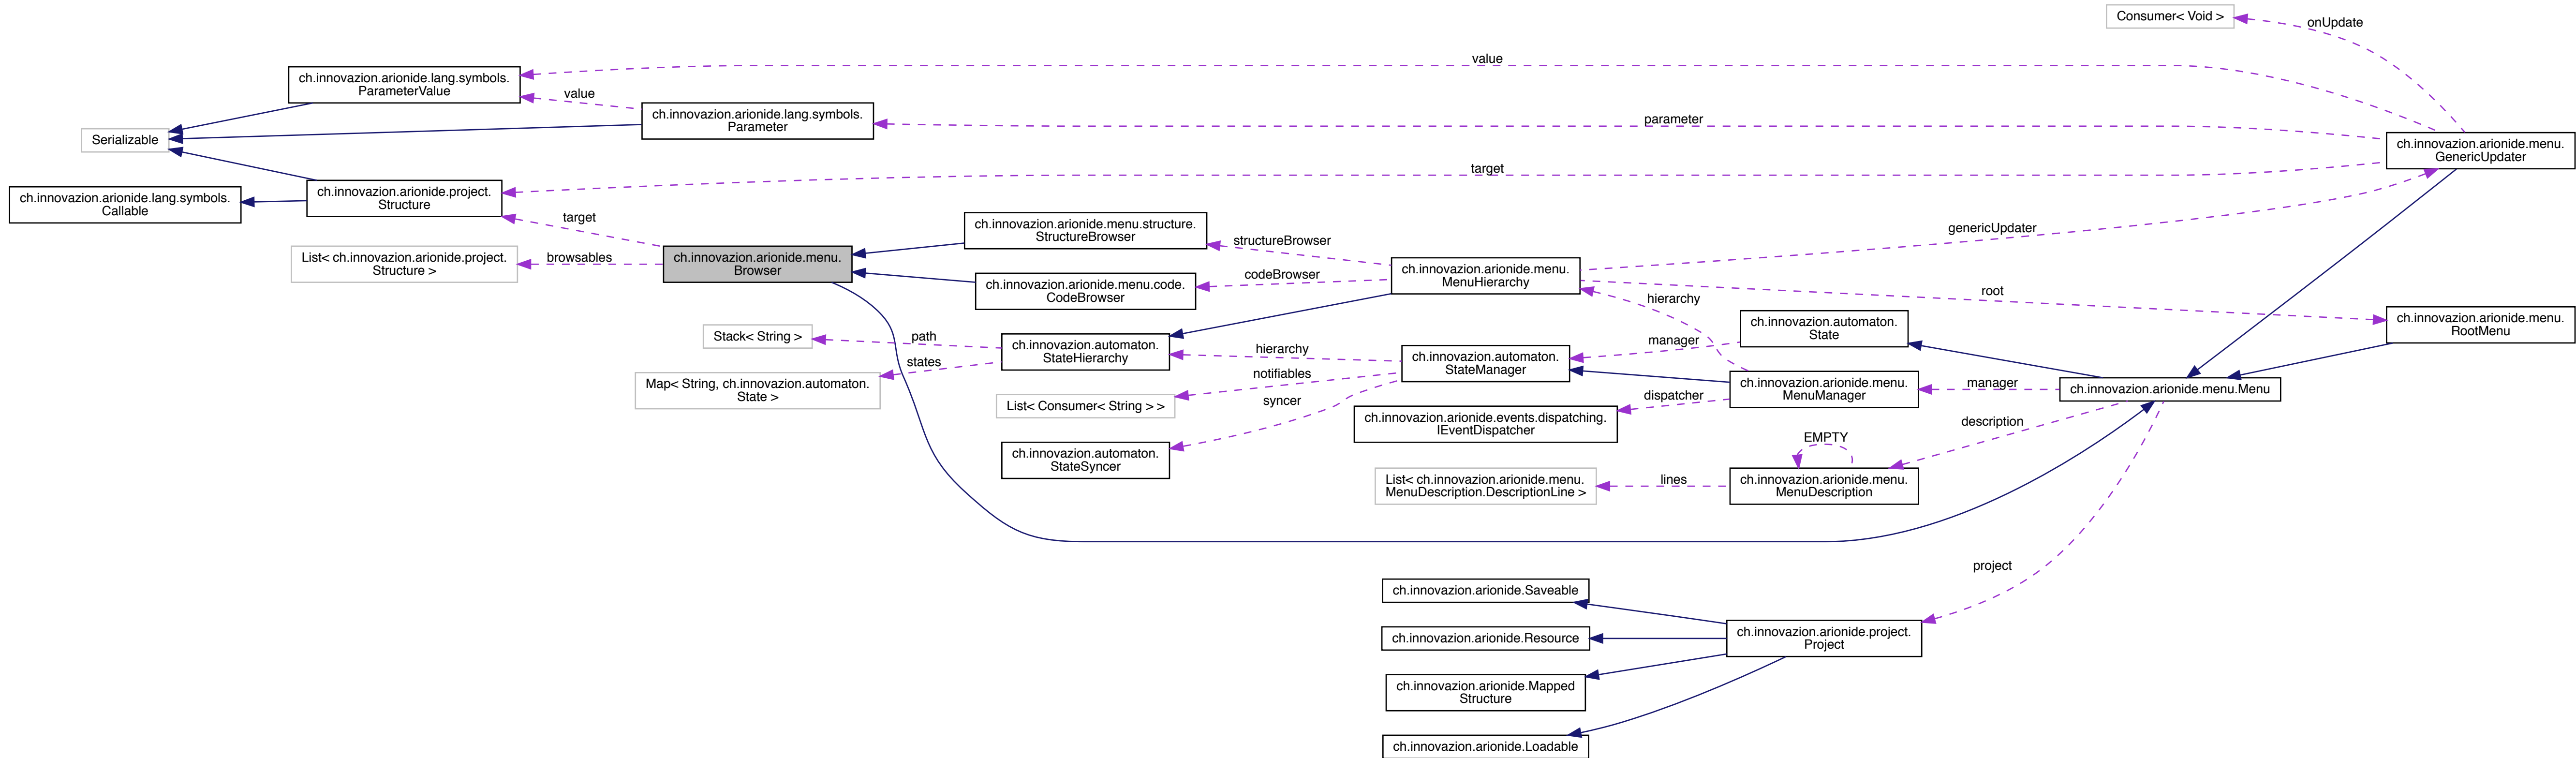 Consumer< Void >
onUpdate
value
ch.innovazion.arionide.lang.symbols.
ParameterValue
value
ch.innovazion.arionide.lang.symbols.
Parameter
parameter
Serializable
ch.innovazion.arionide.menu.
GenericUpdater
target
ch.innovazion.arionide.project.
Structure
ch.innovazion.arionide.lang.symbols.
Callable
target
ch.innovazion.arionide.menu.structure.
StructureBrowser
structureBrowser
genericUpdater
List< ch.innovazion.arionide.project.
Structure >
browsables
ch.innovazion.arionide.menu.
Browser
ch.innovazion.arionide.menu.code.
CodeBrowser
codeBrowser
ch.innovazion.arionide.menu.
MenuHierarchy
root
hierarchy
ch.innovazion.arionide.menu.
RootMenu
ch.innovazion.automaton.
State
manager
Stack< String >
path
ch.innovazion.automaton.
StateHierarchy
hierarchy
states
ch.innovazion.automaton.
StateManager
notifiables
Map< String, ch.innovazion.automaton.
State >
List< Consumer< String > >
syncer
ch.innovazion.arionide.menu.
MenuManager
manager
ch.innovazion.arionide.menu.Menu
dispatcher
ch.innovazion.arionide.events.dispatching.
IEventDispatcher
description
EMPTY
ch.innovazion.automaton.
StateSyncer
List< ch.innovazion.arionide.menu.
MenuDescription.DescriptionLine >
lines
ch.innovazion.arionide.menu.
MenuDescription
project
ch.innovazion.arionide.Saveable
ch.innovazion.arionide.Resource
ch.innovazion.arionide.project.
Project
ch.innovazion.arionide.Mapped
Structure
ch.innovazion.arionide.Loadable